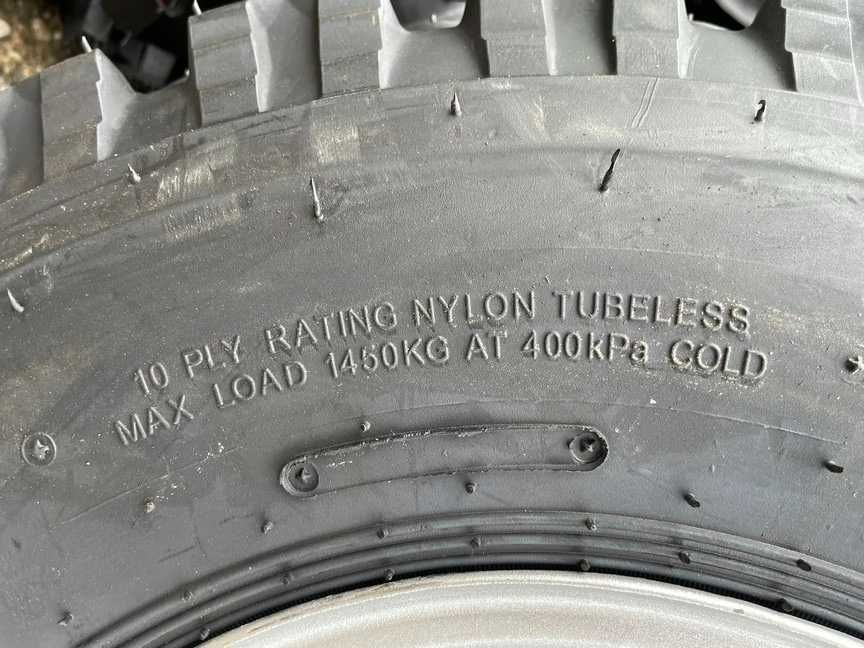 10 PLY RATING NYLON TUBELESS
MAX LOAD 1450KG AT 400kPa COLD